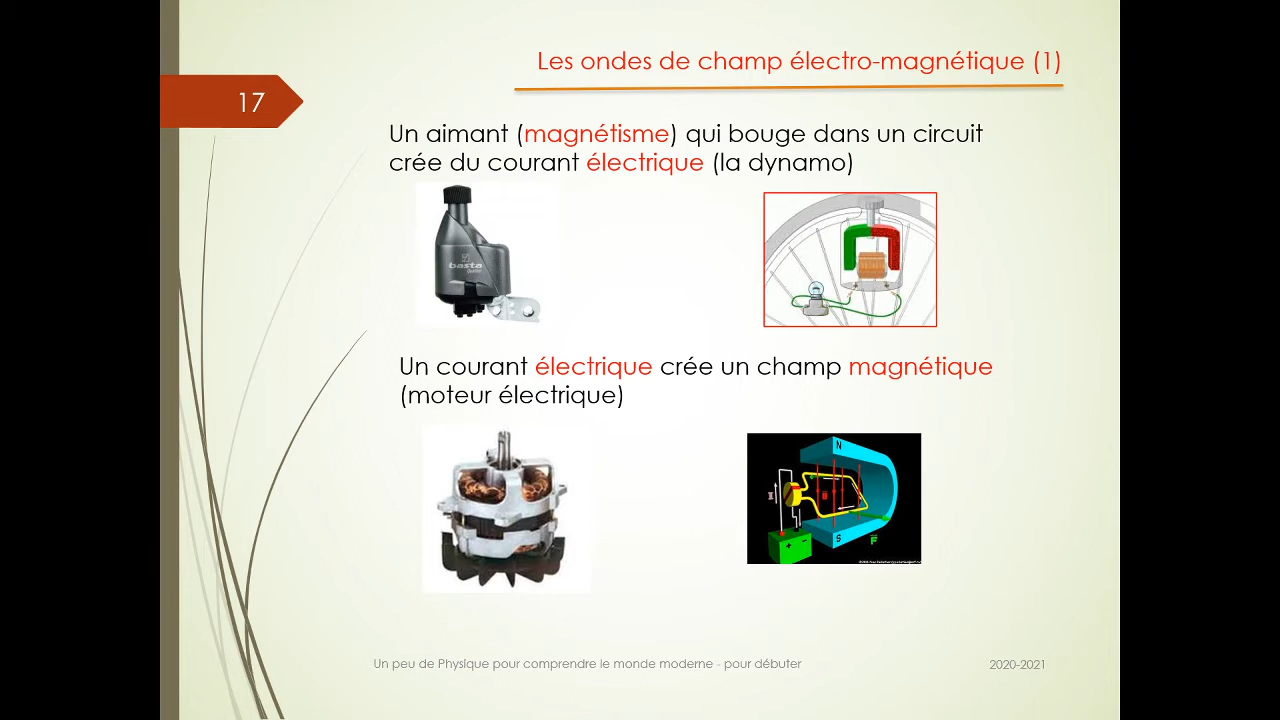 Les ondes de champ électro-magnétique (1)
17
Un aimant (magnétisme) qui bouge dans un circuit
crée du courant électrique (la dynamo)
basta
Un courant électrique crée un champ magnétique
(moteur électrique)
N
B
S
F
+ -
Un peu de Physique pour comprendre le monde moderne - pour débuter
2020-2021